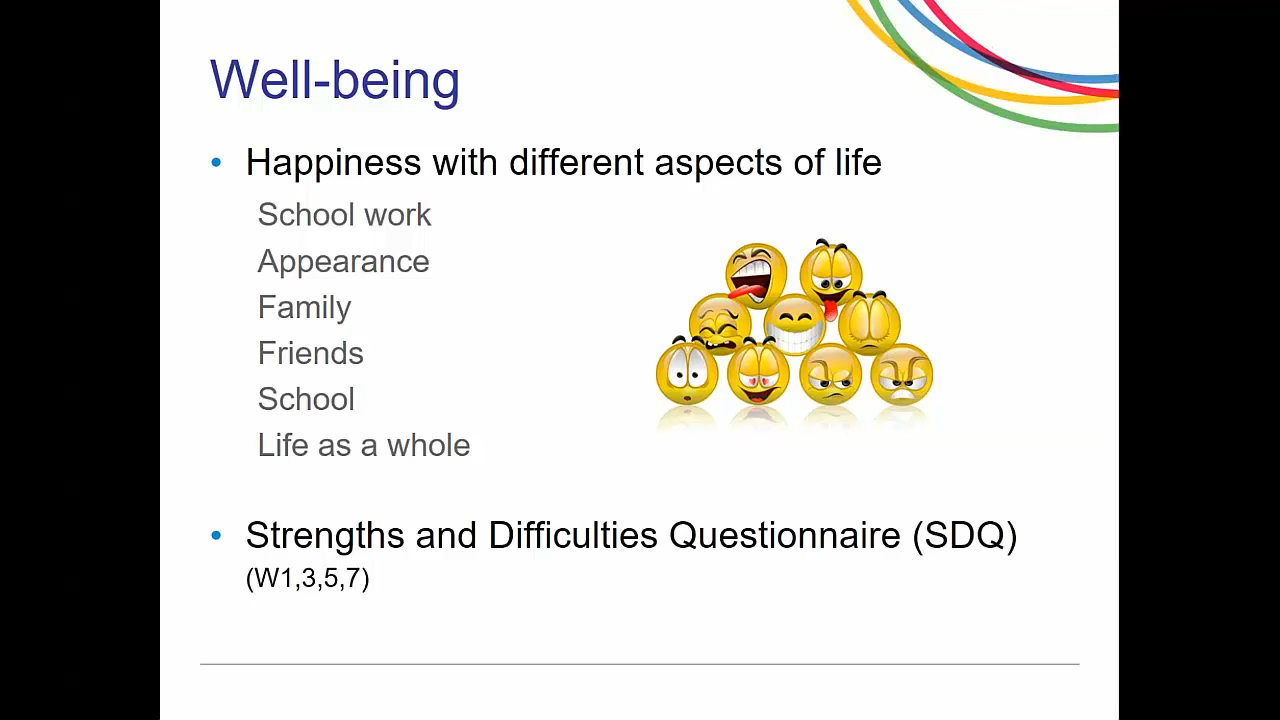 Well-being
• Happiness with different aspects of life
School work
Appearance
Family
Friends
School
Life as a whole
• Strengths and Difficulties Questionnaire (SDQ)
(W1,3,5,7)